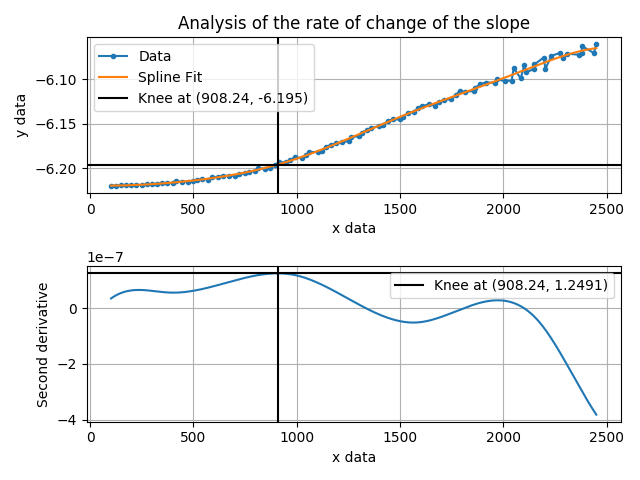 Analysis of the rate of change of the slope
Data
Spline Fit
Knee at (908.24, -6.195)
y data
−6.10
−6.15
−6.20
0 500 1000 1500 2000 2500
x data
1e−7
Knee at (908.24, 1.2491)
Second derivative
0
−2
−4
0 500 1000 1500 2000 2500
x data